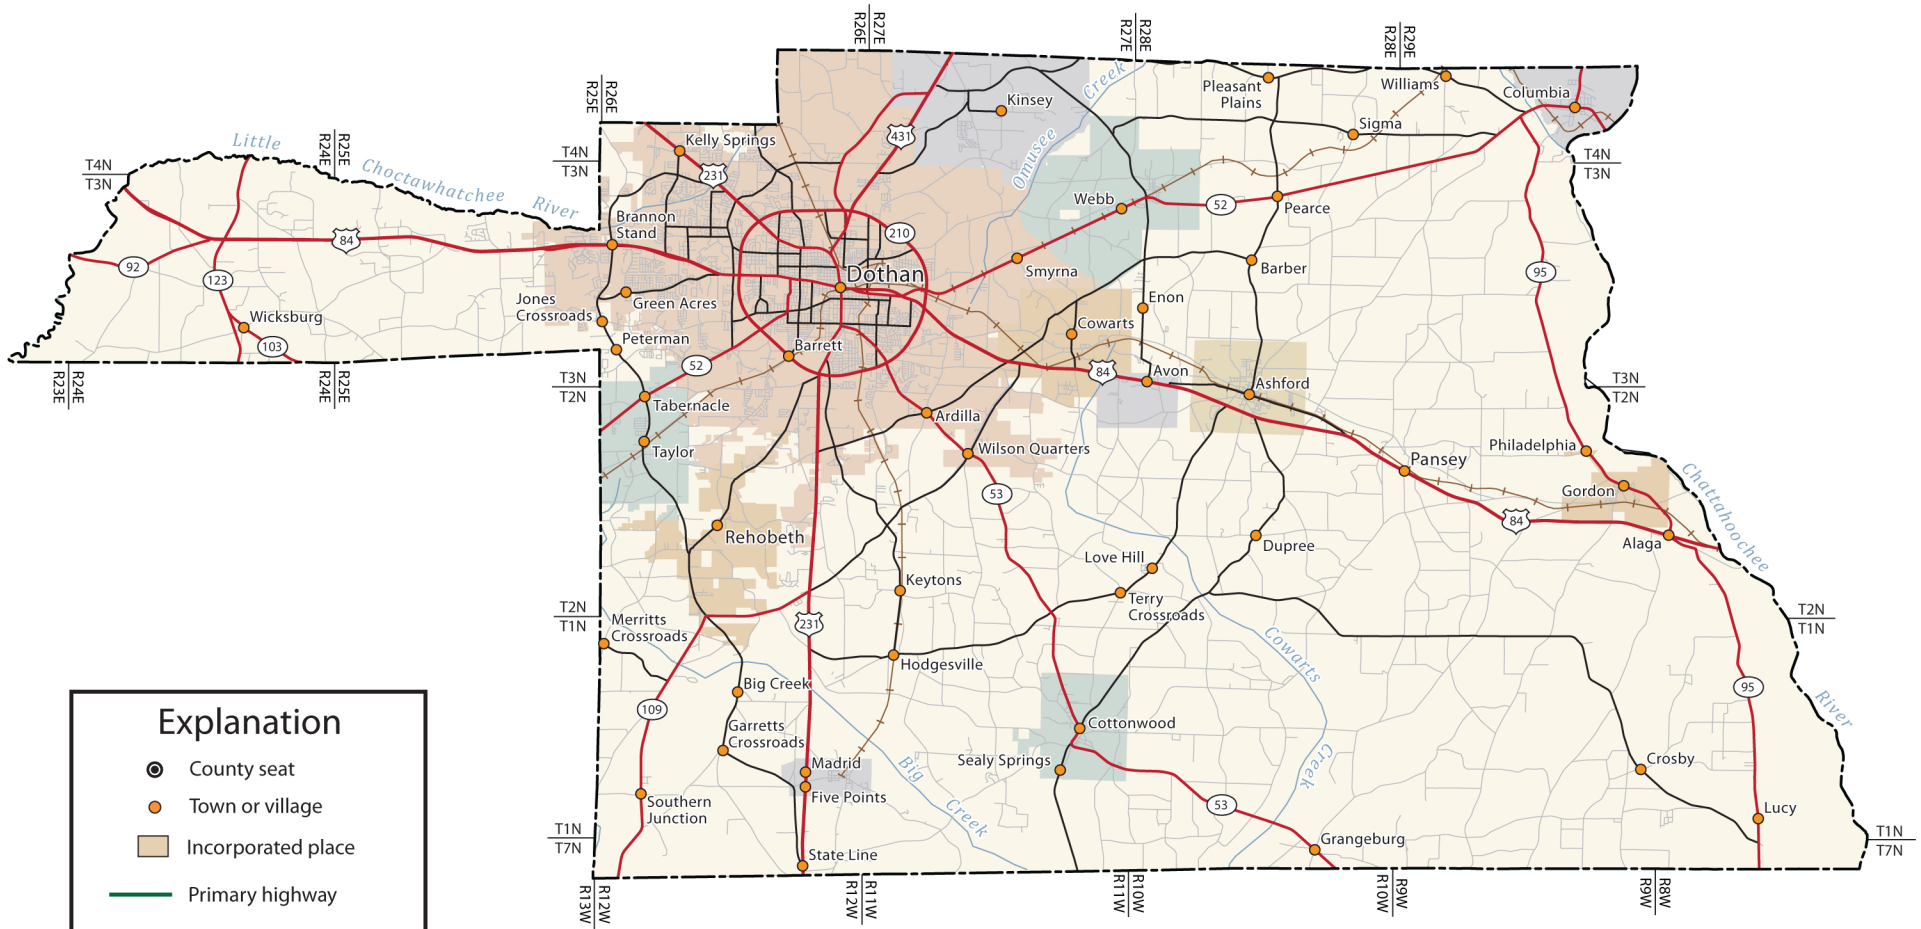 R26E
R27E
R27E
R28E
R28E
R29E
R25E
R26E
R24E
R25E
T4N
T3N
T4N
T3N
T4N
T3N
Little
Choctawhatchee
River
Omusee
Creek
Kinsey
Pleasant
Plains
Williams
Columbia
Sigma
Kelly Springs
431
231
Webb
52
Pearce
Brannon
Stand
84
210
92
123
Smyrna
Barber
95
Dothan
Jones
Crossroads
Green Acres
Enon
Wicksburg
103
Cowarts
Peterman
Barrett
52
84
Avon
Ashford
R23E
R24E
R24E
R25E
T3N
T2N
T3N
T2N
Tabernacle
Ardilla
Taylor
Wilson Quarters
Philadelphia
Pansey
53
Gordon
Chattahoochee
84
Rehobeth
Alaga
Love Hill
Dupree
Keytons
Terry
Crossroads
T2N
T1N
T2N
T1N
Merritts
Crossroads
231
Cowarts
Hodgesville
Big Creek
95
109
River
Garretts
Crossroads
Cottonwood
Sealy Springs
Creek
Crosby
Madrid
Big
Five Points
Southern
Junction
53
Lucy
Creek
T1N
T7N
T1N
T7N
Grangeburg
State Line
R13W
R12W
R12W
R11W
R11W
R10W
R10W
R9W
R9W
R8W
Explanation
County seat
Town or village
Incorporated place
Primary highway